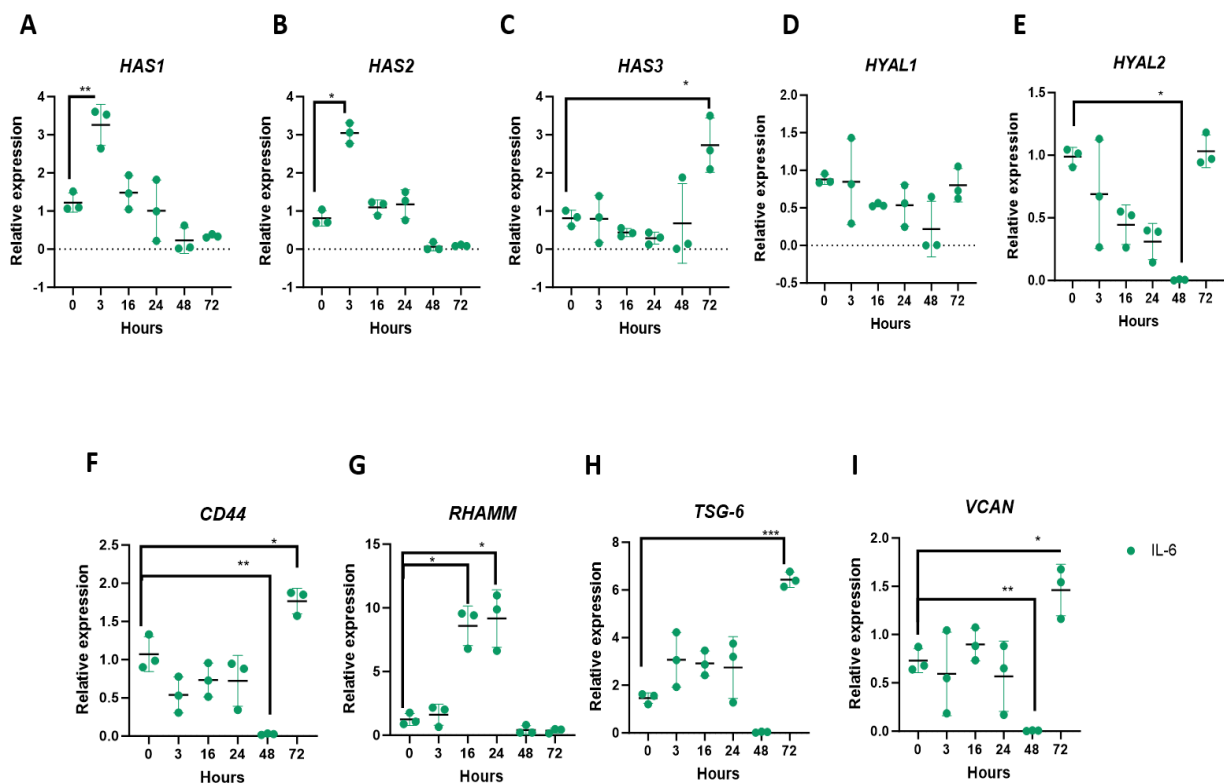 A
HAS1
Relative expression
4
3
2
1
0
-1
**
0 3 16 24 48 72
Hours
B
HAS2
Relative expression
4
3
2
1
0
-1
*
0 3 16 24 48 72
Hours
C
HAS3
Relative expression
4
3
2
1
0
-1
*
0 3 16 24 48 72
Hours
D
HYAL1
Relative expression
2.0
1.5
1.0
0.5
0.0
-0.5
0 3 16 24 48 72
Hours
E
HYAL2
Relative expression
1.5
1.0
0.5
0.0
*
0 3 16 24 48 72
Hours
F
CD44
Relative expression
2.5
2.0
1.5
1.0
0.5
0.0
*
**
0 3 16 24 48 72
Hours
G
RHAMM
Relative expression
15
10
5
0
*
*
0 3 16 24 48 72
Hours
H
TSG-6
Relative expression
8
6
4
2
0
***
0 3 16 24 48 72
Hours
I
VCAN
Relative expression
2.0
1.5
1.0
0.5
0.0
*
**
0 3 16 24 48 72
Hours
IL-6